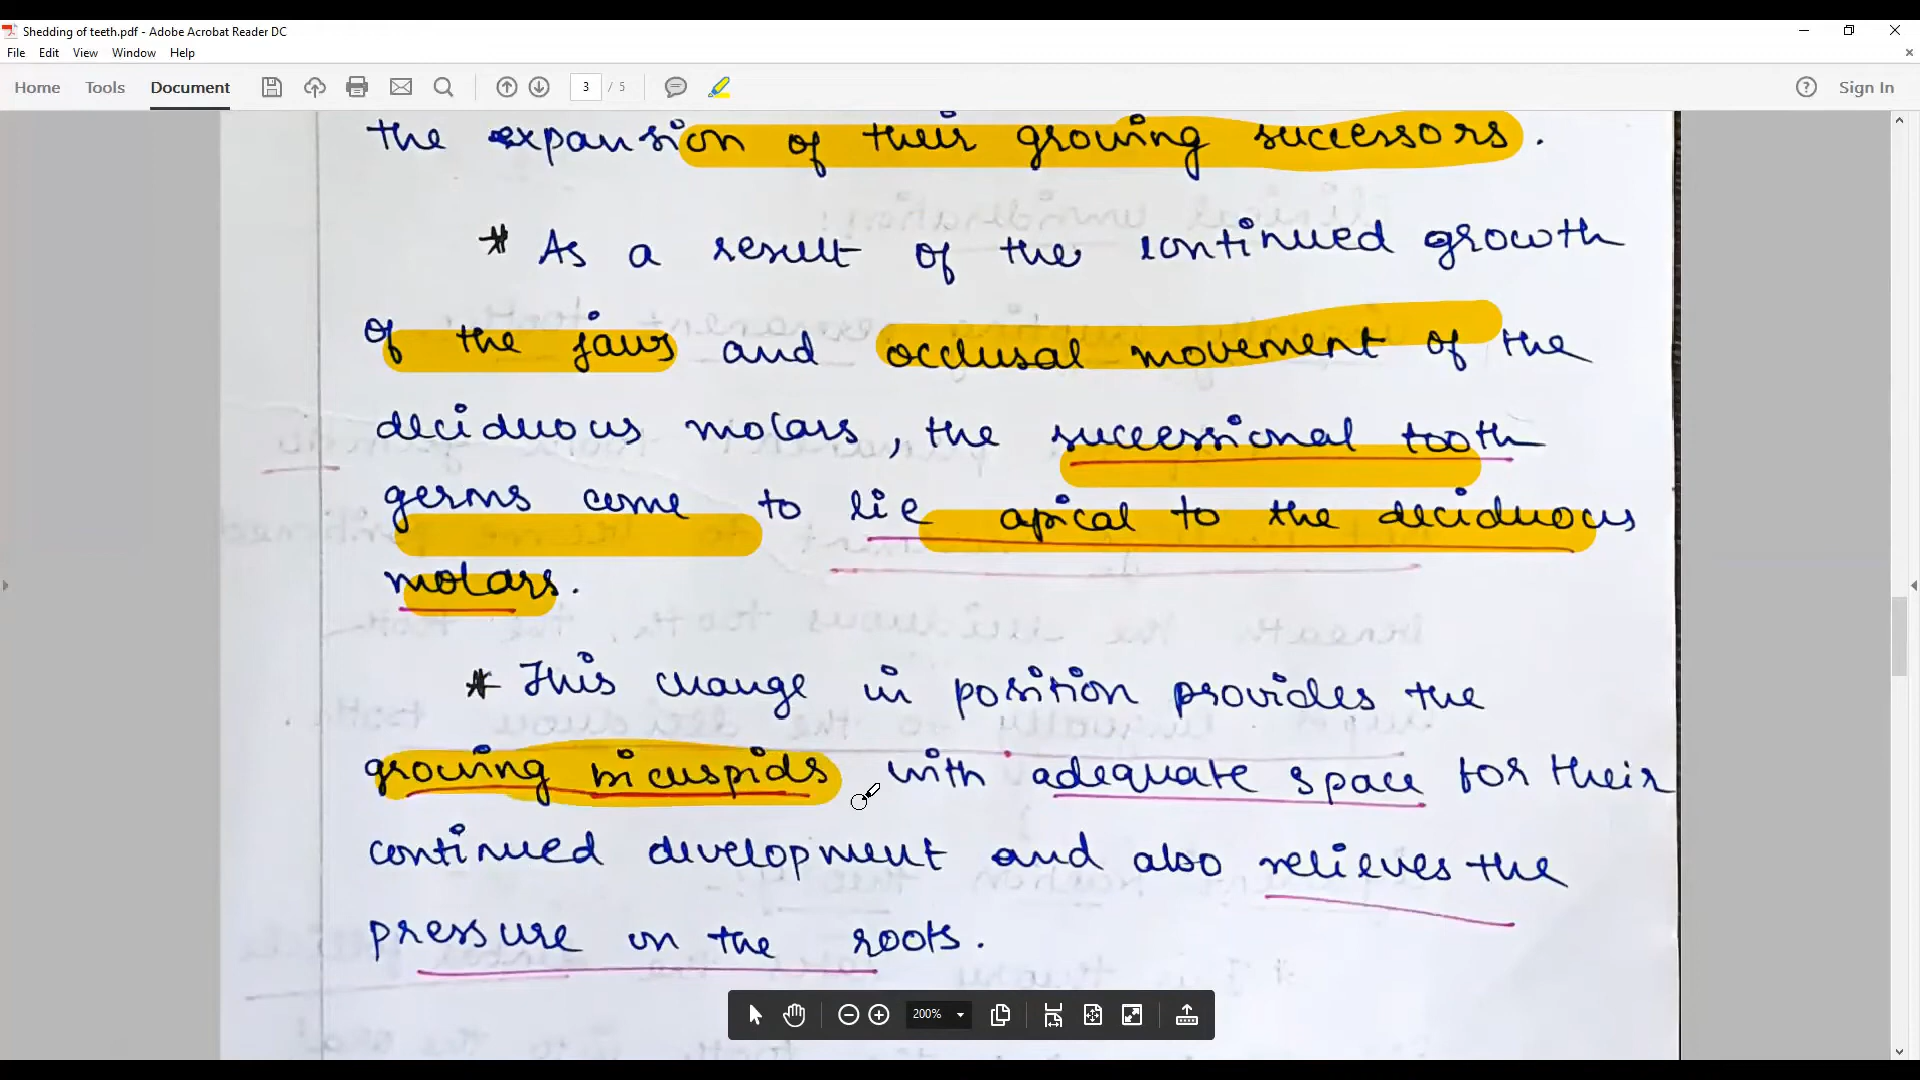 Shedding of teeth.pdf - Adobe Acrobat Reader DC
File Edit View Window Help
Home Tools Document 3 / 5 Sign In
the expansion of their growing successors .
* As a result of the continued growth
of the jaws and occlusal movement of the
deciduous molars, the successional tooth
germs come to lie apical to the deciduous
molars.
* This change in position provides the
growing bicuspids with adequate space for their
continued development and also relieves the
pressure on the roots.
200%